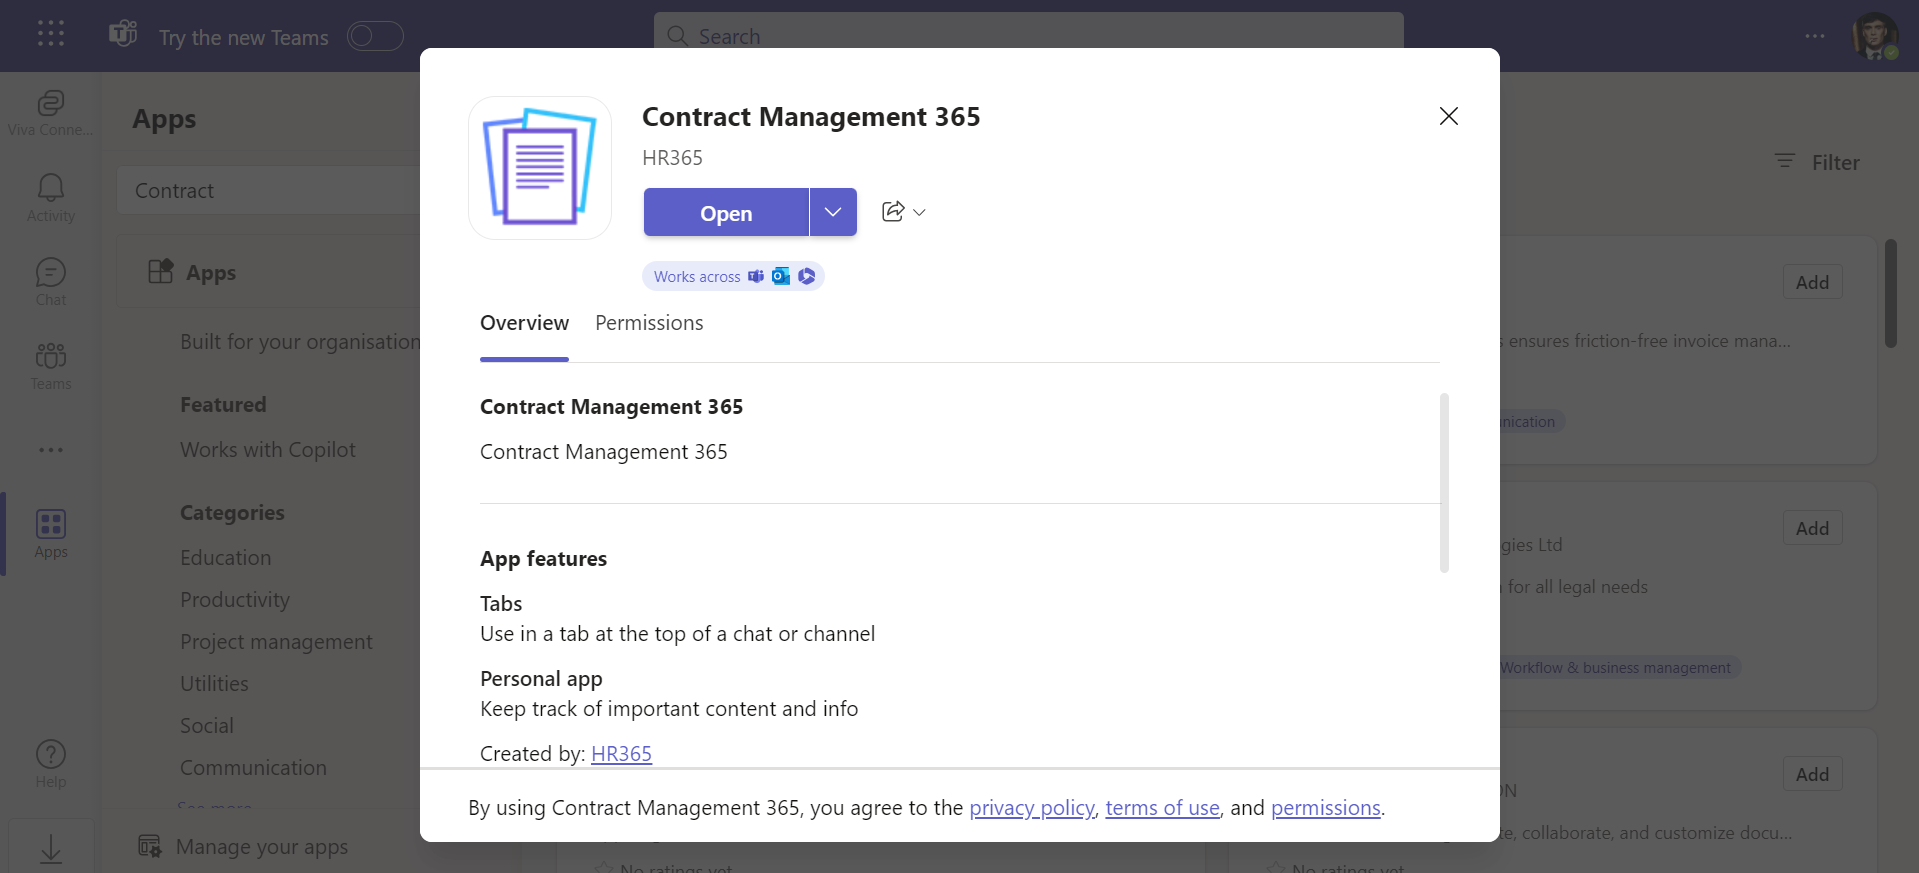 Try the new Teams
Search
Viva Conne...
Activity
Chat
Teams
Apps
Help
Apps
Contract
Apps
Built for your organisation
Featured
Works with Copilot
Categories
Education
Productivity
Project management
Utilities
Social
Communication
See more
Manage your apps
Contract Management 365
HR365
Open
Works across
Overview
Permissions
Contract Management 365
Contract Management 365
App features
Tabs
Use in a tab at the top of a chat or channel
Personal app
Keep track of important content and info
Created by: HR365
By using Contract Management 365, you agree to the privacy policy, terms of use, and permissions.
Filter
Add
ensures friction-free invoice mana...
Add
Ltd
for all legal needs
Workflow & business management
Add
collaborate, and customize docu...
No ratings yet
No ratings yet